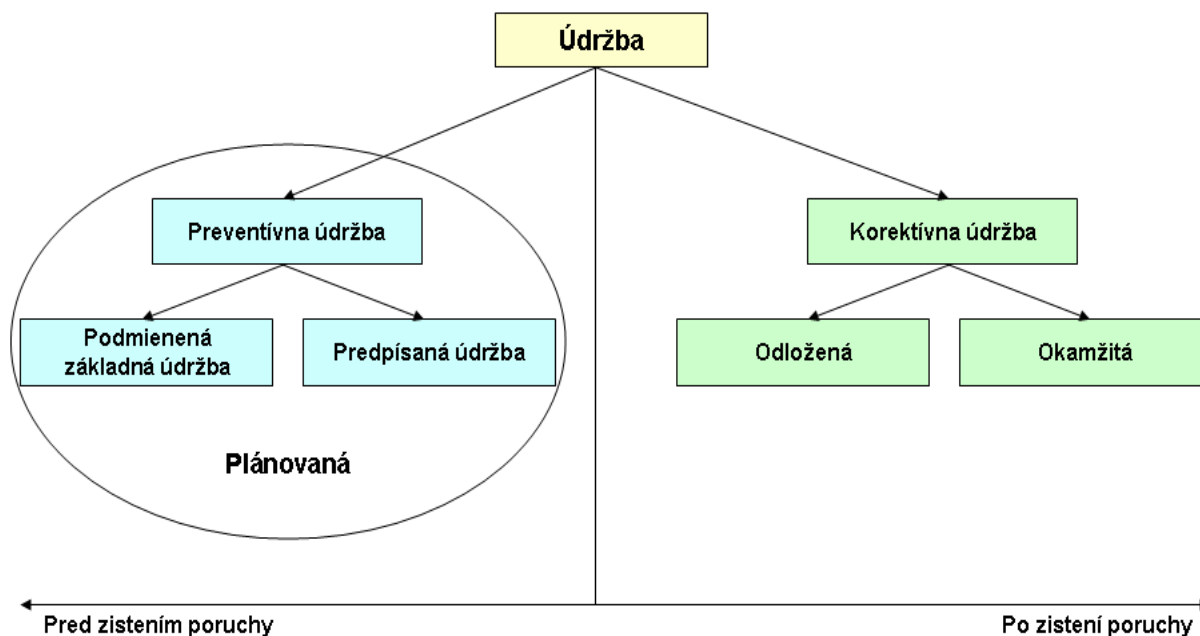 Údržba
Preventívna údržba
Korektívna údržba
Podmienená
základná údržba
Predpísaná údržba
Odložená
Okamžitá
Plánovaná
Pred zistením poruchy
Po zistení poruchy